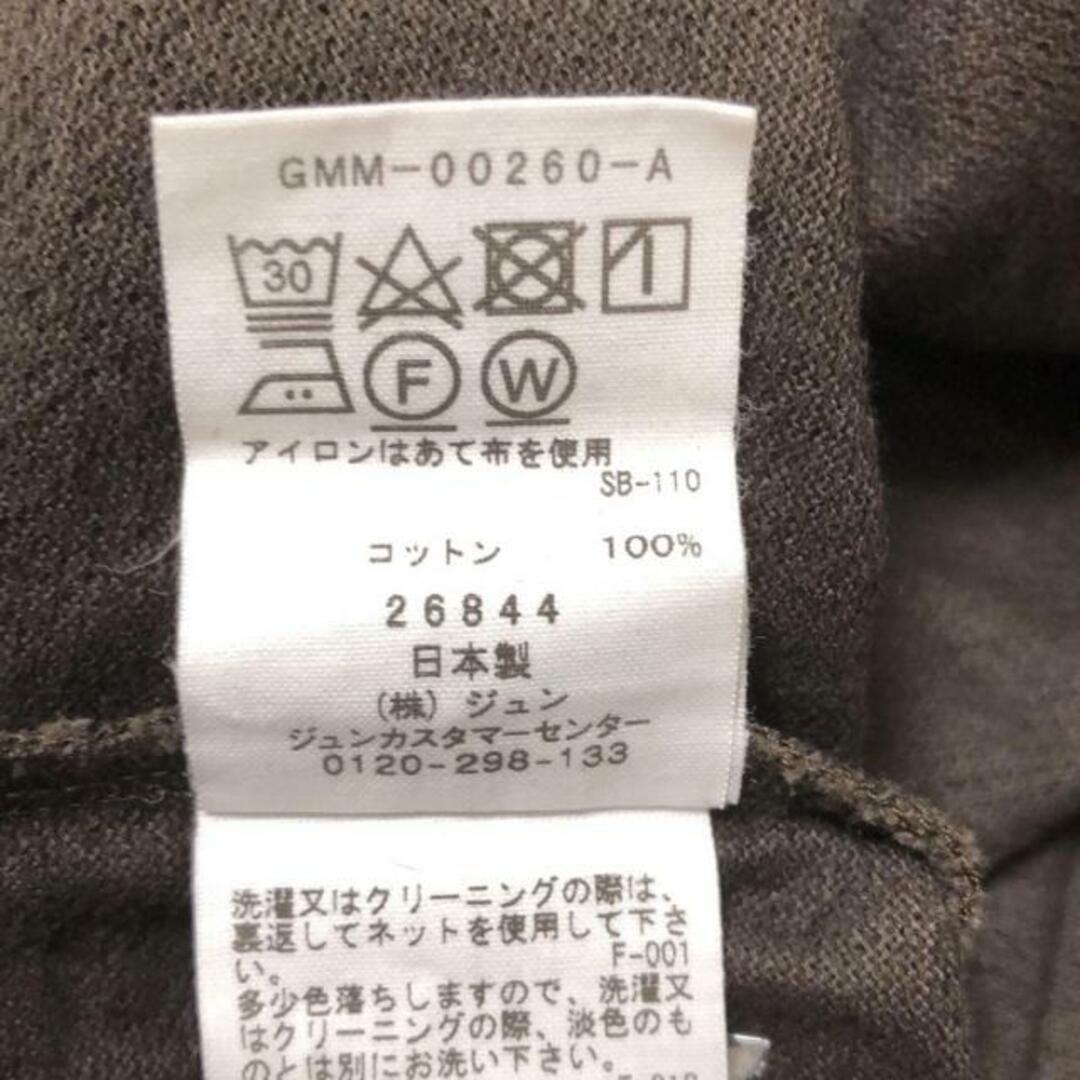 GMM-00260-A
30
F W
アイロンはあて布を使用
SB-110
コットン 100%
26844
日本製
(株) ジュン
ジュンカスタマーセンター
0120-298-133
洗濯又はクリーニングの際は、
裏返してネットを使用して下さ
い。
F-001
多少色落ちしますので、洗濯又
はクリーニングの際、淡色のも
のとは別にお洗い下さい。